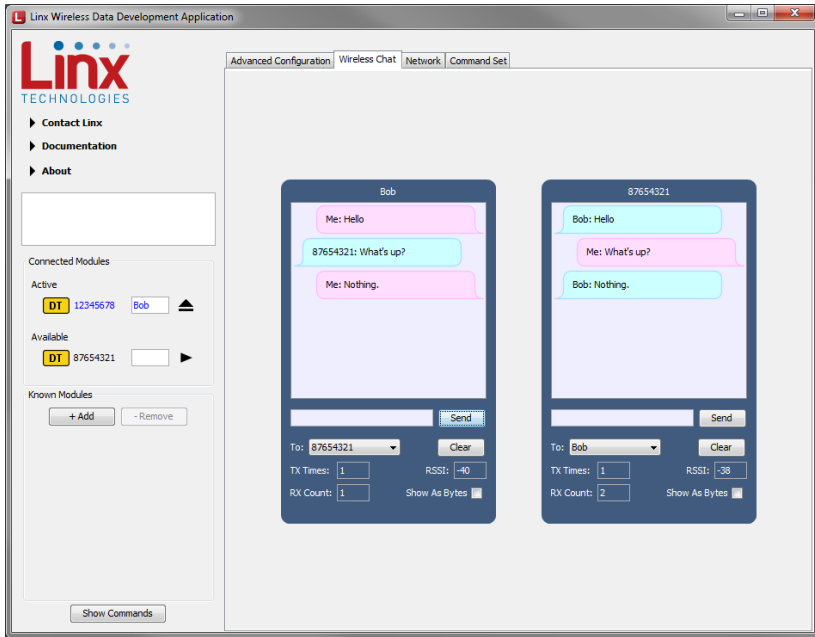 Linx Wireless Data Development Application
Linx
TECHNOLOGIES
Contact Linx
Documentation
About
Connected Modules
Active
DT 12345678 Bob
Available
DT 87654321
Known Modules
+ Add - Remove
Show Commands
Advanced Configuration Wireless Chat Network Command Set
Bob
Me: Hello
87654321: What's up?
Me: Nothing.
Send
To: 87654321 Clear
TX Times: 1 RSSI: -40
RX Count: 1 Show As Bytes
87654321
Bob: Hello
Me: What's up?
Bob: Nothing.
Send
To: Bob Clear
TX Times: 1 RSSI: -38
RX Count: 2 Show As Bytes